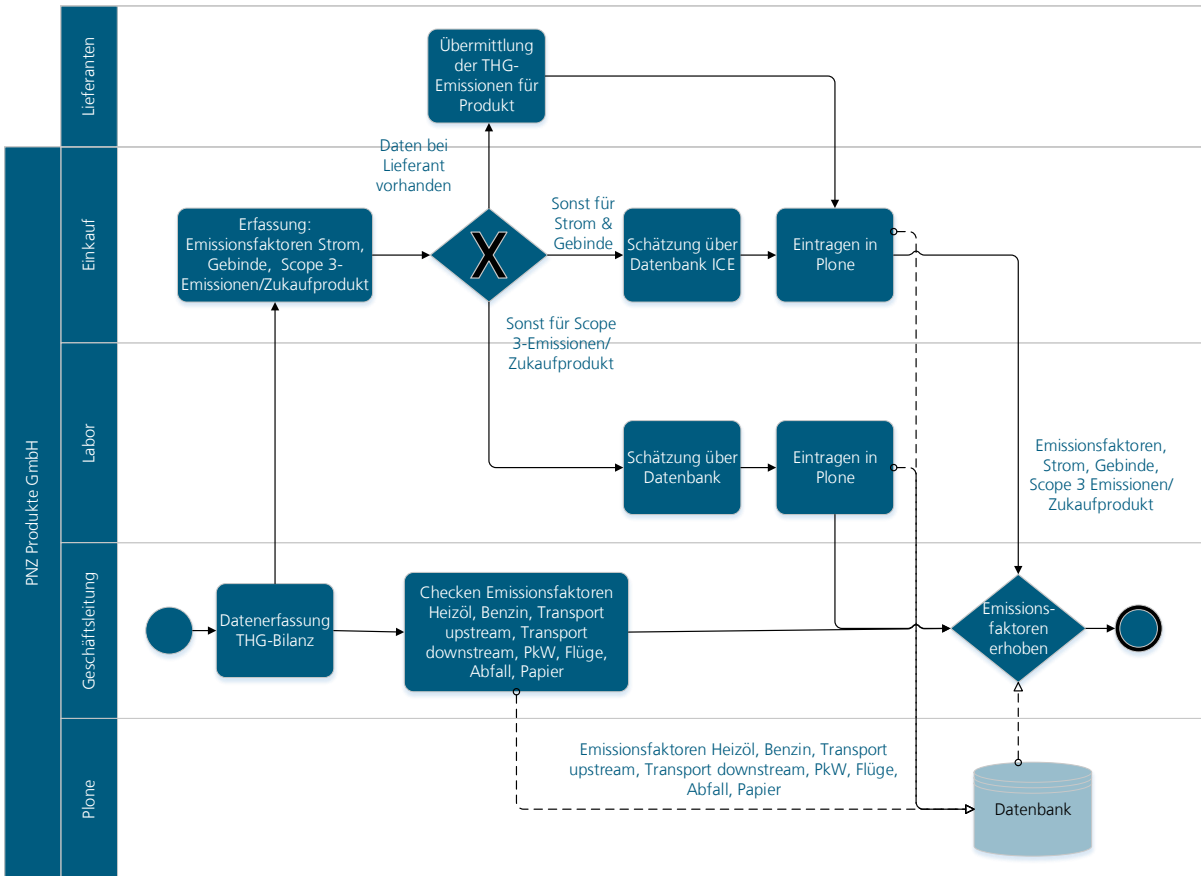 PNZ Produkte GmbH
Lieferanten
Übermittlung
der THG-
Emissionen für
Produkt
Daten bei
Lieferant
vorhanden
Einkauf
Erfassung:
Emissionsfaktoren Strom,
Gebinde, Scope 3-
Emissionen/Zukaufprodukt
X
Sonst für
Strom &
Gebinde
Schätzung über
Datenbank ICE
Eintragen in
Plone
Sonst für Scope
3-Emissionen/
Zukaufprodukt
Labor
Schätzung über
Datenbank
Eintragen in
Plone
Emissionsfaktoren,
Strom, Gebinde,
Scope 3 Emissionen/
Zukaufprodukt
Geschäftsleitung
Datenerfassung
THG-Bilanz
Checken Emissionsfaktoren
Heizöl, Benzin, Transport
upstream, Transport
downstream, PkW, Flüge,
Abfall, Papier
Emissions-
faktoren
erhoben
Plone
Emissionsfaktoren Heizöl, Benzin, Transport
upstream, Transport downstream, PkW, Flüge,
Abfall, Papier
Datenbank